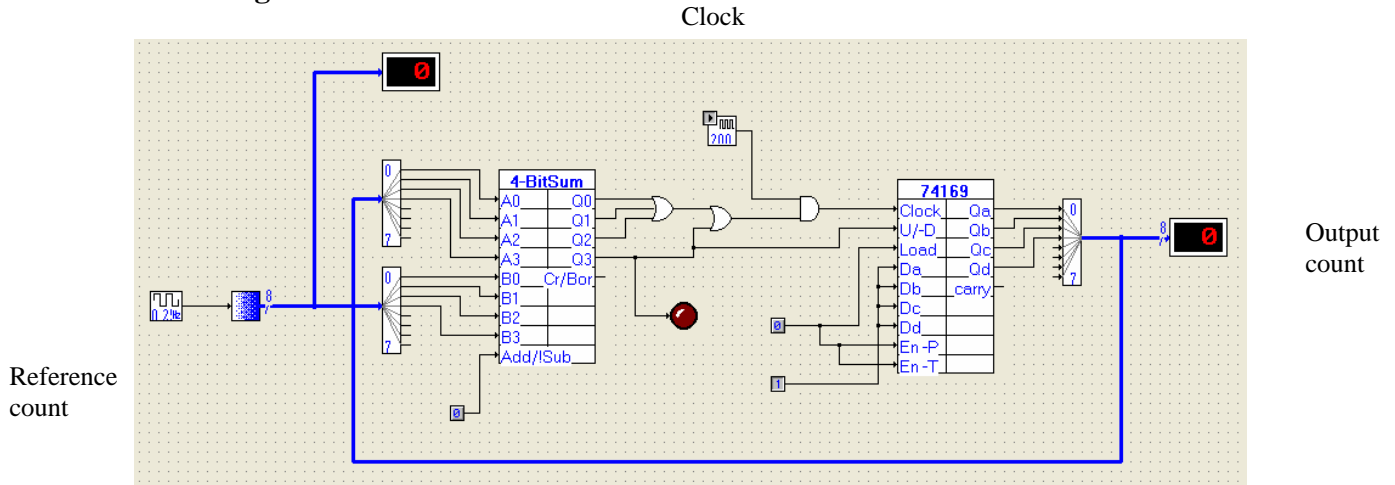 Clock
0
200
0
7
4-BitSum
A0 Q0
A1 Q1
A2 Q2
A3 Q3
B0 Cr/Bor
B1
B2
B3
Add/!Sub
0
7
74169
Clock Qa
U/-D Qb
Load Qc
Da Qd
Db carry
Dc
Dd
En-P
En-T
0
7
8
0
Output
count
0.2Hz
8
0
1
0
Reference
count